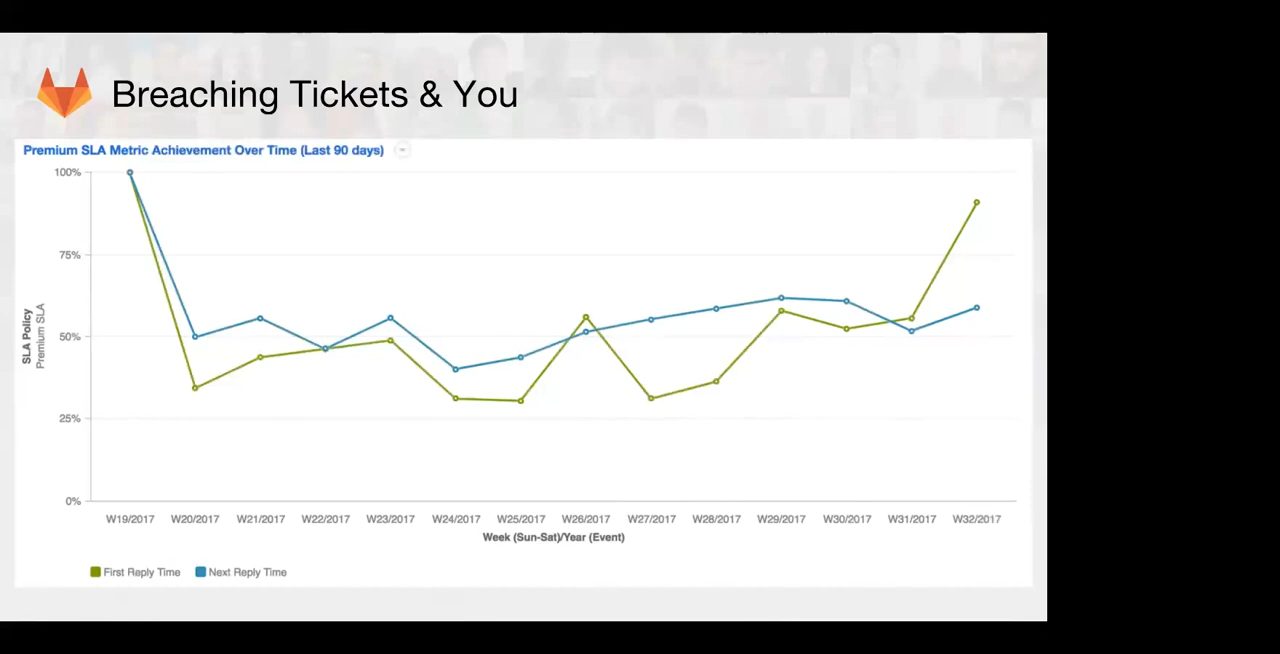 Breaching Tickets & You
Premium SLA Metric Achievement Over Time (Last 90 days)
100%
75%
50%
25%
0%
SLA Policy
Premium SLA
W19/2017 W20/2017 W21/2017 W22/2017 W23/2017 W24/2017 W25/2017 W26/2017 W27/2017 W28/2017 W29/2017 W30/2017 W31/2017 W32/2017
Week (Sun-Sat)/Year (Event)
First Reply Time Next Reply Time